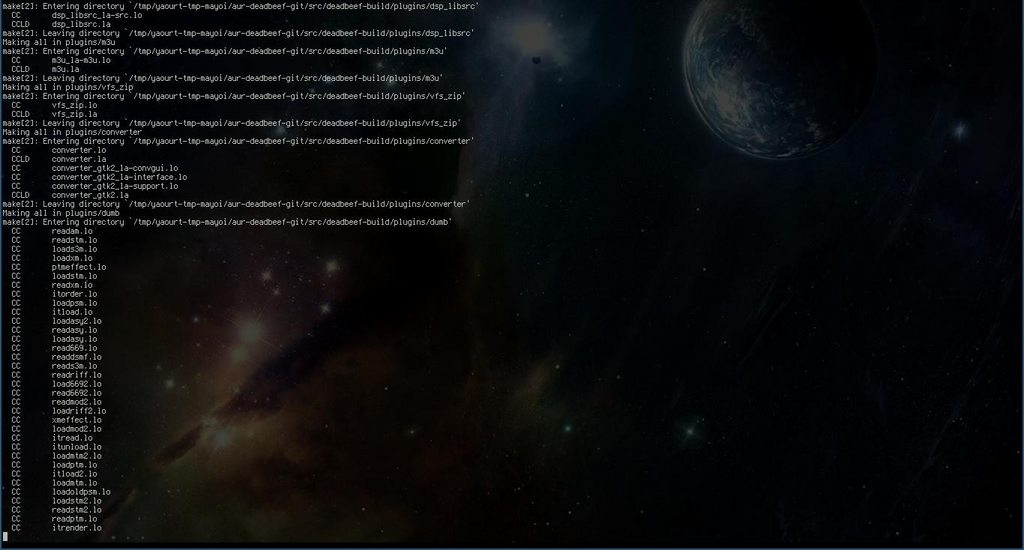 make[2]: Entering directory `/tmp/yaourt-tmp-mayoi/aur-deadbeef-git/src/deadbeef-build/plugins/dsp_libsrc'
CC dsp_libsrc_la-src.lo
CCLD dsp_libsrc.la
make[2]: Leaving directory `/tmp/yaourt-tmp-mayoi/aur-deadbeef-git/src/deadbeef-build/plugins/dsp_libsrc'
Making all in plugins/m3u
make[2]: Entering directory `/tmp/yaourt-tmp-mayoi/aur-deadbeef-git/src/deadbeef-build/plugins/m3u'
CC m3u_la-m3u.lo
CCLD m3u.la
make[2]: Leaving directory `/tmp/yaourt-tmp-mayoi/aur-deadbeef-git/src/deadbeef-build/plugins/m3u'
Making all in plugins/vfs_zip
make[2]: Entering directory `/tmp/yaourt-tmp-mayoi/aur-deadbeef-git/src/deadbeef-build/plugins/vfs_zip'
CC vfs_zip.lo
CCLD vfs_zip.la
make[2]: Leaving directory `/tmp/yaourt-tmp-mayoi/aur-deadbeef-git/src/deadbeef-build/plugins/vfs_zip'
Making all in plugins/converter
make[2]: Entering directory `/tmp/yaourt-tmp-mayoi/aur-deadbeef-git/src/deadbeef-build/plugins/converter'
CC converter.lo
CCLD converter.la
CC converter_gtk2_la-convgui.lo
CC converter_gtk2_la-interface.lo
CC converter_gtk2_la-support.lo
CCLD converter_gtk2.la
make[2]: Leaving directory `/tmp/yaourt-tmp-mayoi/aur-deadbeef-git/src/deadbeef-build/plugins/converter'
Making all in plugins/dumb
make[2]: Entering directory `/tmp/yaourt-tmp-mayoi/aur-deadbeef-git/src/deadbeef-build/plugins/dumb'
CC readam.lo
CC readstm.lo
CC loads3m.lo
CC loadxm.lo
CC ptmeffect.lo
CC loadstm.lo
CC readxm.lo
CC itorder.lo
CC loadpsm.lo
CC itload.lo
CC loadasy2.lo
CC readasy.lo
CC loadasy.lo
CC read669.lo
CC readdsmf.lo
CC reads3m.lo
CC readriff.lo
CC load6692.lo
CC read6692.lo
CC readmod2.lo
CC loadriff2.lo
CC xmeffect.lo
CC loadmod2.lo
CC itread.lo
CC itunload.lo
CC loadmtm2.lo
CC loadptm.lo
CC itload2.lo
CC loadmtm.lo
CC loadoldpsm.lo
CC loadstm2.lo
CC readstm2.lo
CC readptm.lo
CC itrender.lo